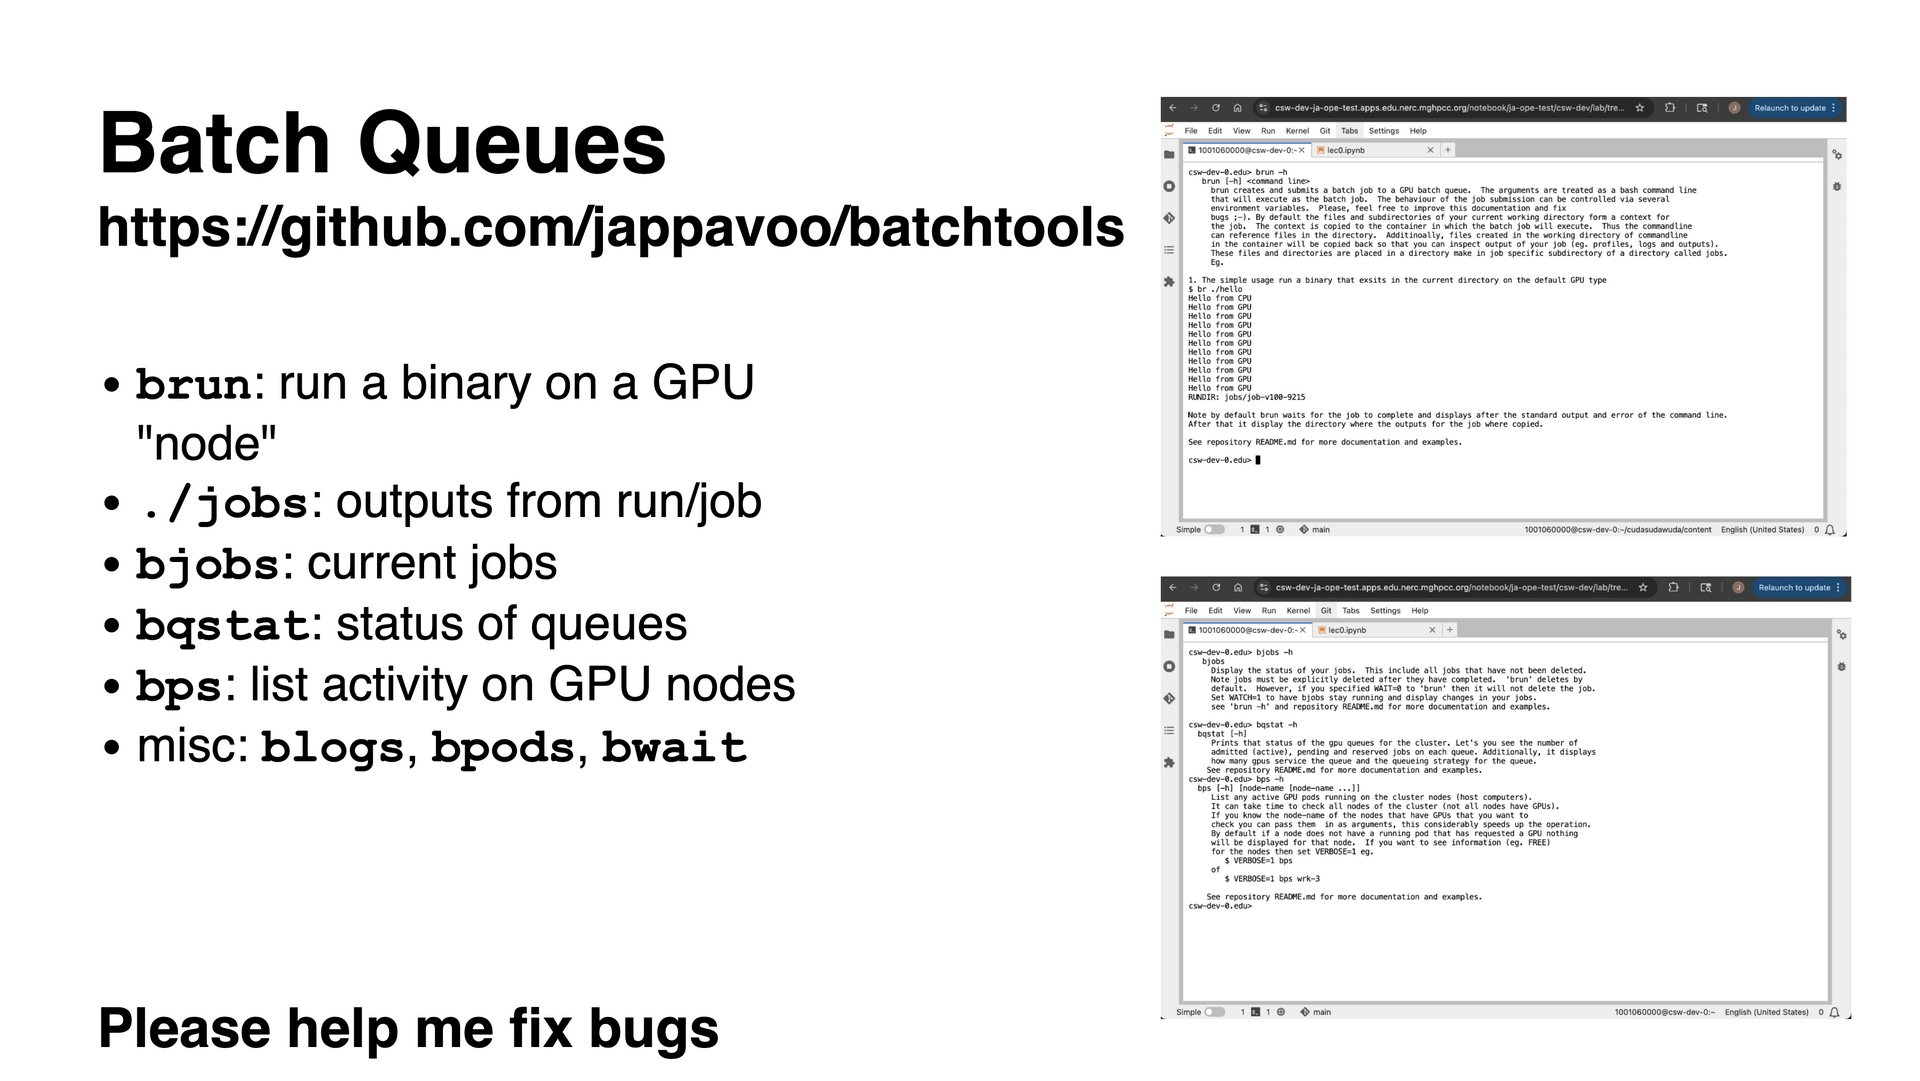 Batch Queues
https://github.com/jappavoo/batchtools
• brun: run a binary on a GPU
"node"
• ./jobs: outputs from run/job
• bjobs: current jobs
• bqstat: status of queues
• bps: list activity on GPU nodes
• misc: blogs, bpods, bwait
Please help me fix bugs
csw-dev-ja-ope-test.apps.edu.nerc.mghpcc.org/notebook/ja-ope-test/csw-dev/lab/tre... J Relaunch to update
File Edit View Run Kernel Git Tabs Settings Help
1001060000@csw-dev-0:~ lec0.ipynb
csw-dev-0.edu> brun -h
brun [-h] <command line>
brun creates and submits a batch job to a GPU batch queue.  The arguments are treated as a bash command line
that will execute as the batch job.  The behaviour of the job submission can be controlled via several
environment variables.  Please, feel free to improve this documentation and fix
bugs ;-). By default the files and subdirectories of your current working directory form a context for
the job.  The context is copied to the container in which the batch job will execute.  Thus the commandline
can reference files in the directory.  Additinoally, files created in the working directory of commandline
in the container will be copied back so that you can inspect output of your job (eg. profiles, logs and outputs).
These files and directories are placed in a directory make in job specific subdirectory of a directory called jobs.
Eg.
1. The simple usage run a binary that exsits in the current directory on the default GPU type
$ br ./hello
Hello from CPU
Hello from GPU
Hello from GPU
Hello from GPU
Hello from GPU
Hello from GPU
Hello from GPU
Hello from GPU
Hello from GPU
Hello from GPU
Hello from GPU
RUNDIR: jobs/job-v100-9215
Note by default brun waits for the job to complete and displays after the standard output and error of the command line.
After that it display the directory where the outputs for the job where copied.
See repository README.md for more documentation and examples.
csw-dev-0.edu>
Simple 1 1 main 1001060000@csw-dev-0:~/cudasudawuda/content English (United States) 0
csw-dev-ja-ope-test.apps.edu.nerc.mghpcc.org/notebook/ja-ope-test/csw-dev/lab/tre... J Relaunch to update
File Edit View Run Kernel Git Tabs Settings Help
1001060000@csw-dev-0:~ lec0.ipynb
csw-dev-0.edu> bjobs -h
bjobs
Display the status of your jobs.  This include all jobs that have not been deleted.
Note jobs must be explicitly deleted after they have completed.  'brun' deletes by
default.  However, if you specified WAIT=0 to 'brun' then it will not delete the job.
Set WATCH=1 to have bjobs stay running and display changes in your jobs.
see 'brun -h' and repository README.md for more documentation and examples.
csw-dev-0.edu> bqstat -h
bqstat [-h]
Prints that status of the gpu queues for the cluster. Let's you see the number of
admitted (active), pending and reserved jobs on each queue. Additionally, it displays
how many gpus service the queue and the queueing strategy for the queue.
See repository README.md for more documentation and examples.
csw-dev-0.edu> bps -h
bps [-h] [node-name [node-name ...]]
List any active GPU pods running on the cluster nodes (host computers).
It can take time to check all nodes of the cluster (not all nodes have GPUs).
If you know the node-name of the nodes that have GPUs that you want to
check you can pass them  in as arguments, this considerably speeds up the operation.
By default if a node does not have a running pod that has requested a GPU nothing
will be displayed for that node.  If you want to see information (eg. FREE)
for the nodes then set VERBOSE=1 eg.
$ VERBOSE=1 bps
of
$ VERBOSE=1 bps wrk-3
See repository README.md for more documentation and examples.
csw-dev-0.edu>
Simple 1 1 main 1001060000@csw-dev-0:~ English (United States) 0